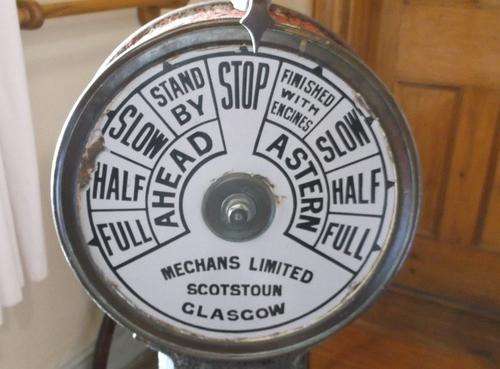 STOP
STAND
BY
SLOW
HALF
FULL
AHEAD
FINISHED
WITH
ENGINES
SLOW
HALF
FULL
ASTERN
MECHANS LIMITED
SCOTSTOUN
GLASGOW